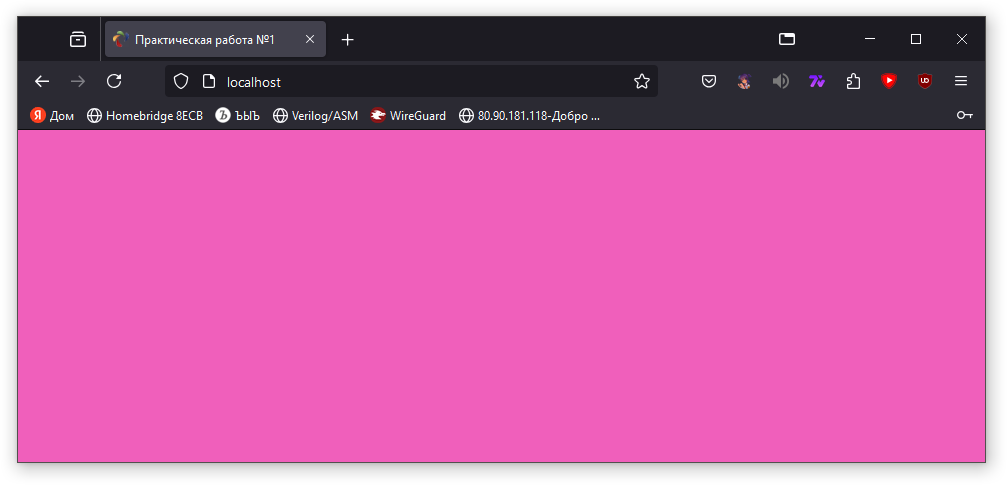 Практическая работа №1
localhost
Я Дом Homebridge 8ECB Ъ ЪЫЪ Verilog/ASM WireGuard 80.90.181.118-Добро ...